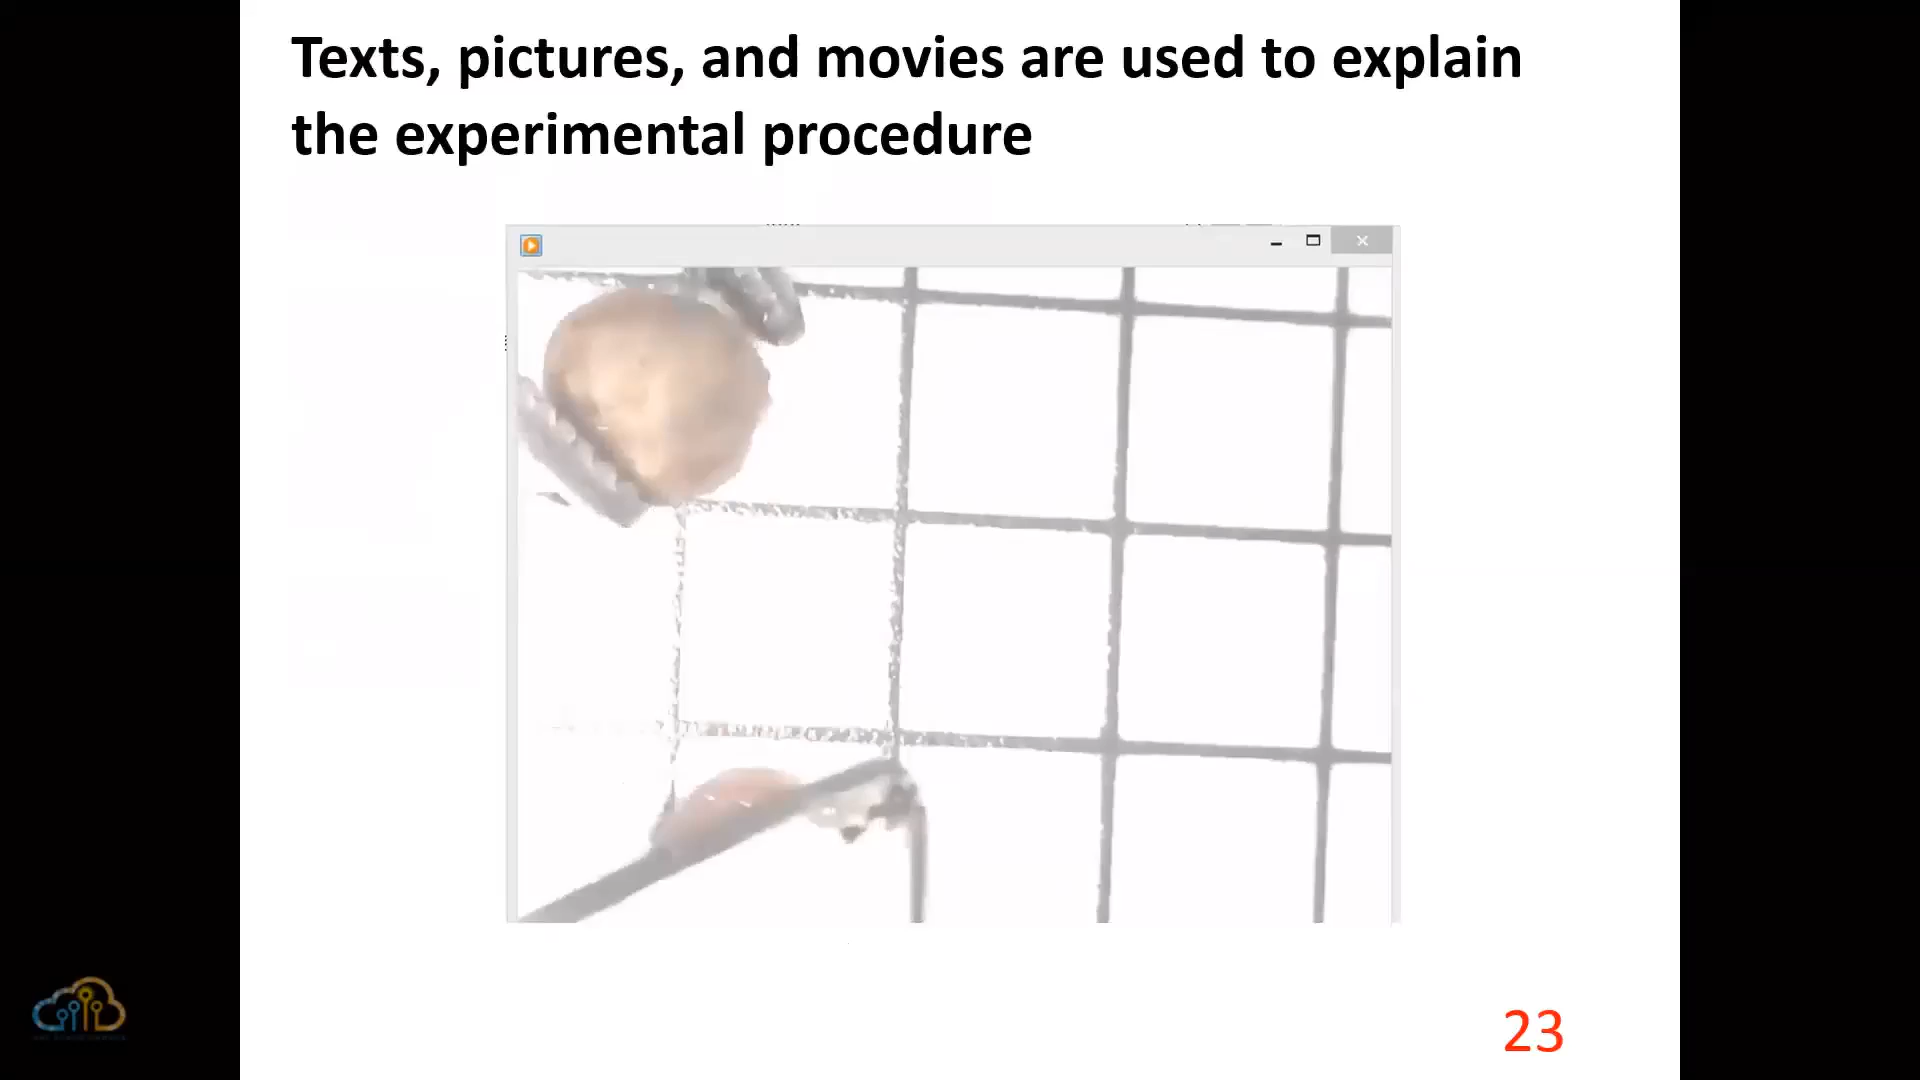 Texts, pictures, and movies are used to explain
the experimental procedure
23